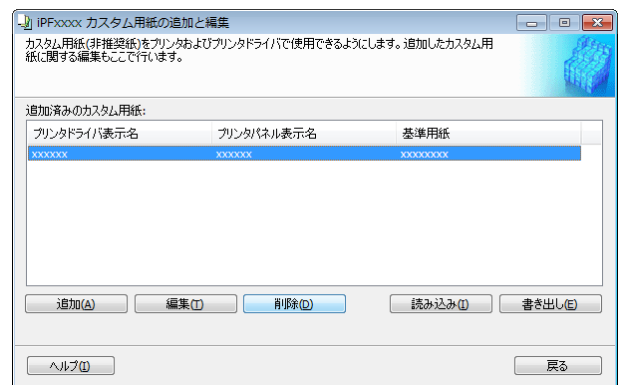 iPFxxxx カスタム用紙の追加と編集
カスタム用紙(非推奨紙)をプリンタおよびプリンタドライバで使用できるようにします。追加したカスタム用
紙に関する編集もここで行います。
追加済みのカスタム用紙:
プリンタドライバ表示名 プリンタパネル表示名 基準用紙
xxxxxx xxxxxx xxxxxxxx
追加(A) 編集(T) 削除(D) 読み込み(I) 書き出し(E)
ヘルプ(I) 戻る